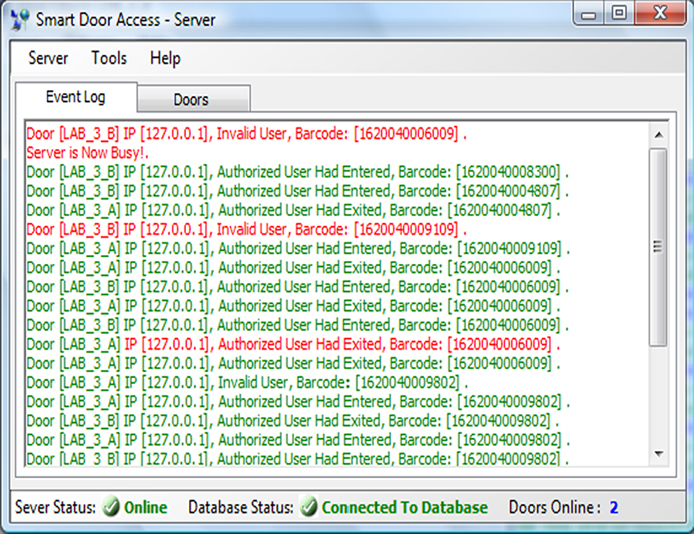 Smart Door Access - Server
Server Tools Help
Event Log Doors
Door [LAB_3_B] IP [127.0.0.1], Invalid User, Barcode: [1620040006009] .
Server is Now Busy!.
Door [LAB_3_B] IP [127.0.0.1], Authorized User Had Entered, Barcode: [1620040008300] .
Door [LAB_3_B] IP [127.0.0.1], Authorized User Had Entered, Barcode: [1620040004807] .
Door [LAB_3_A] IP [127.0.0.1], Authorized User Had Exited, Barcode: [1620040004807] .
Door [LAB_3_B] IP [127.0.0.1], Invalid User, Barcode: [1620040009109] .
Door [LAB_3_A] IP [127.0.0.1], Authorized User Had Entered, Barcode: [1620040009109] .
Door [LAB_3_A] IP [127.0.0.1], Authorized User Had Exited, Barcode: [1620040006009] .
Door [LAB_3_B] IP [127.0.0.1], Authorized User Had Entered, Barcode: [1620040006009] .
Door [LAB_3_A] IP [127.0.0.1], Authorized User Had Exited, Barcode: [1620040006009] .
Door [LAB_3_B] IP [127.0.0.1], Authorized User Had Entered, Barcode: [1620040006009] .
Door [LAB_3_A] IP [127.0.0.1], Authorized User Had Exited, Barcode: [1620040006009] .
Door [LAB_3_A] IP [127.0.0.1], Authorized User Had Exited, Barcode: [1620040006009] .
Door [LAB_3_A] IP [127.0.0.1], Invalid User, Barcode: [1620040009802] .
Door [LAB_3_A] IP [127.0.0.1], Authorized User Had Entered, Barcode: [1620040009802] .
Door [LAB_3_B] IP [127.0.0.1], Authorized User Had Exited, Barcode: [1620040009802] .
Door [LAB_3_A] IP [127.0.0.1], Authorized User Had Entered, Barcode: [1620040009802] .
Door [LAB_3_B] IP [127.0.0.1], Authorized User Had Entered, Barcode: [1620040009802] .
Sever Status: Online Database Status: Connected To Database Doors Online : 2